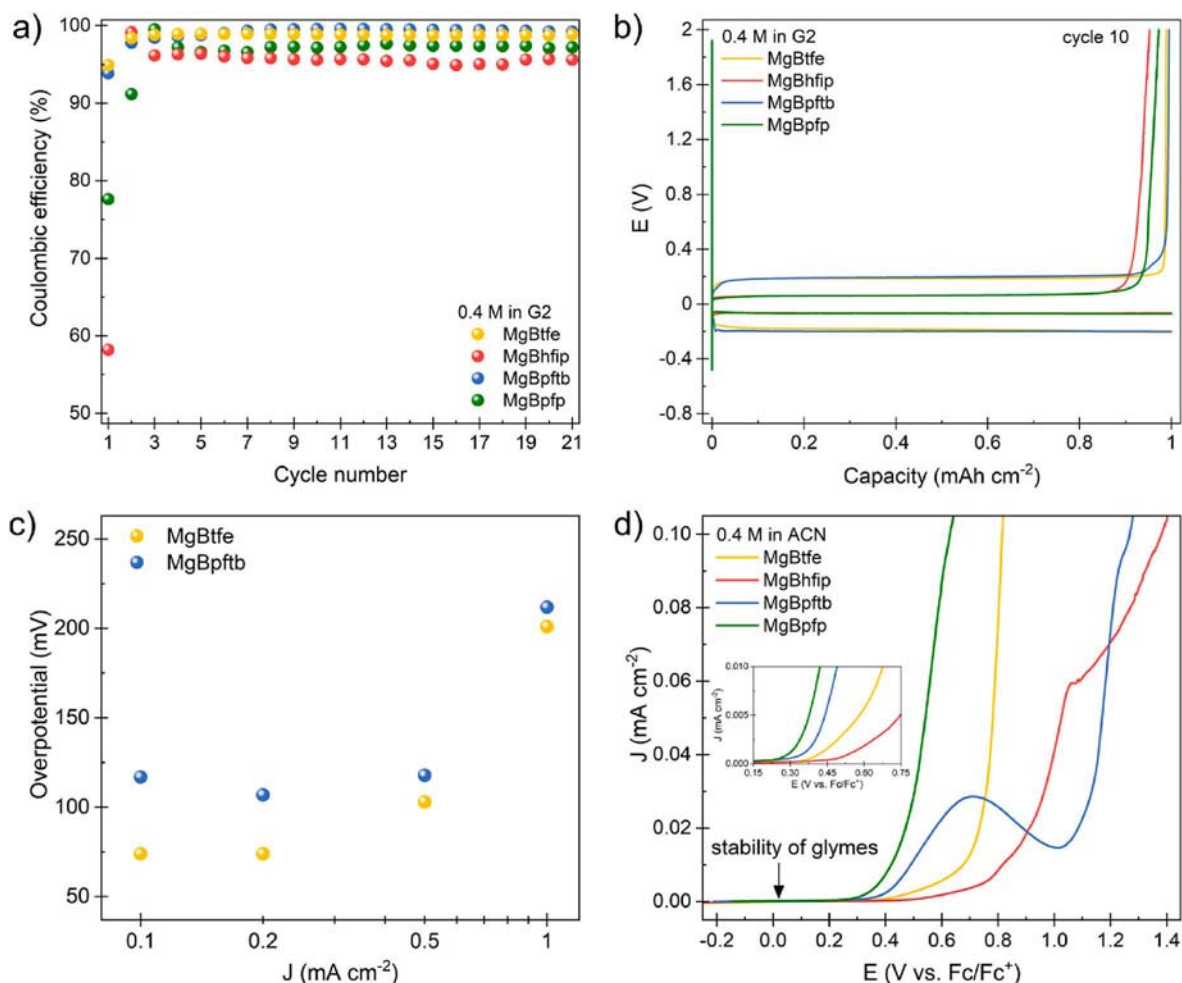 a)
Coulombic efficiency (%)
100
90
80
70
60
50
0.4 M in G2
MgBtfe
MgBhfip
MgBpftb
MgBpfp
1 3 5 7 9 11 13 15 17 19 21
Cycle number
b)
E (V)
2
1.6
1.2
0.8
0.4
0
-0.4
-0.8
0.4 M in G2
cycle 10
MgBtfe
MgBhfip
MgBpftb
MgBpfp
0 0.2 0.4 0.6 0.8 1
Capacity (mAh cm⁻²)
c)
Overpotential (mV)
250
200
150
100
50
MgBtfe
MgBpftb
0.1 0.2 0.5 1
J (mA cm⁻²)
d)
J (mA cm⁻²)
0.10
0.08
0.06
0.04
0.02
0.00
0.4 M in ACN
MgBtfe
MgBhfip
MgBpftb
MgBpfp
J (mA cm⁻²)
0.010
0.005
0.000
0.15 0.30 0.45 0.60 0.75
E (V vs. Fc/Fc⁺)
stability of glymes
-0.2 0.0 0.2 0.4 0.6 0.8 1.0 1.2 1.4
E (V vs. Fc/Fc⁺)